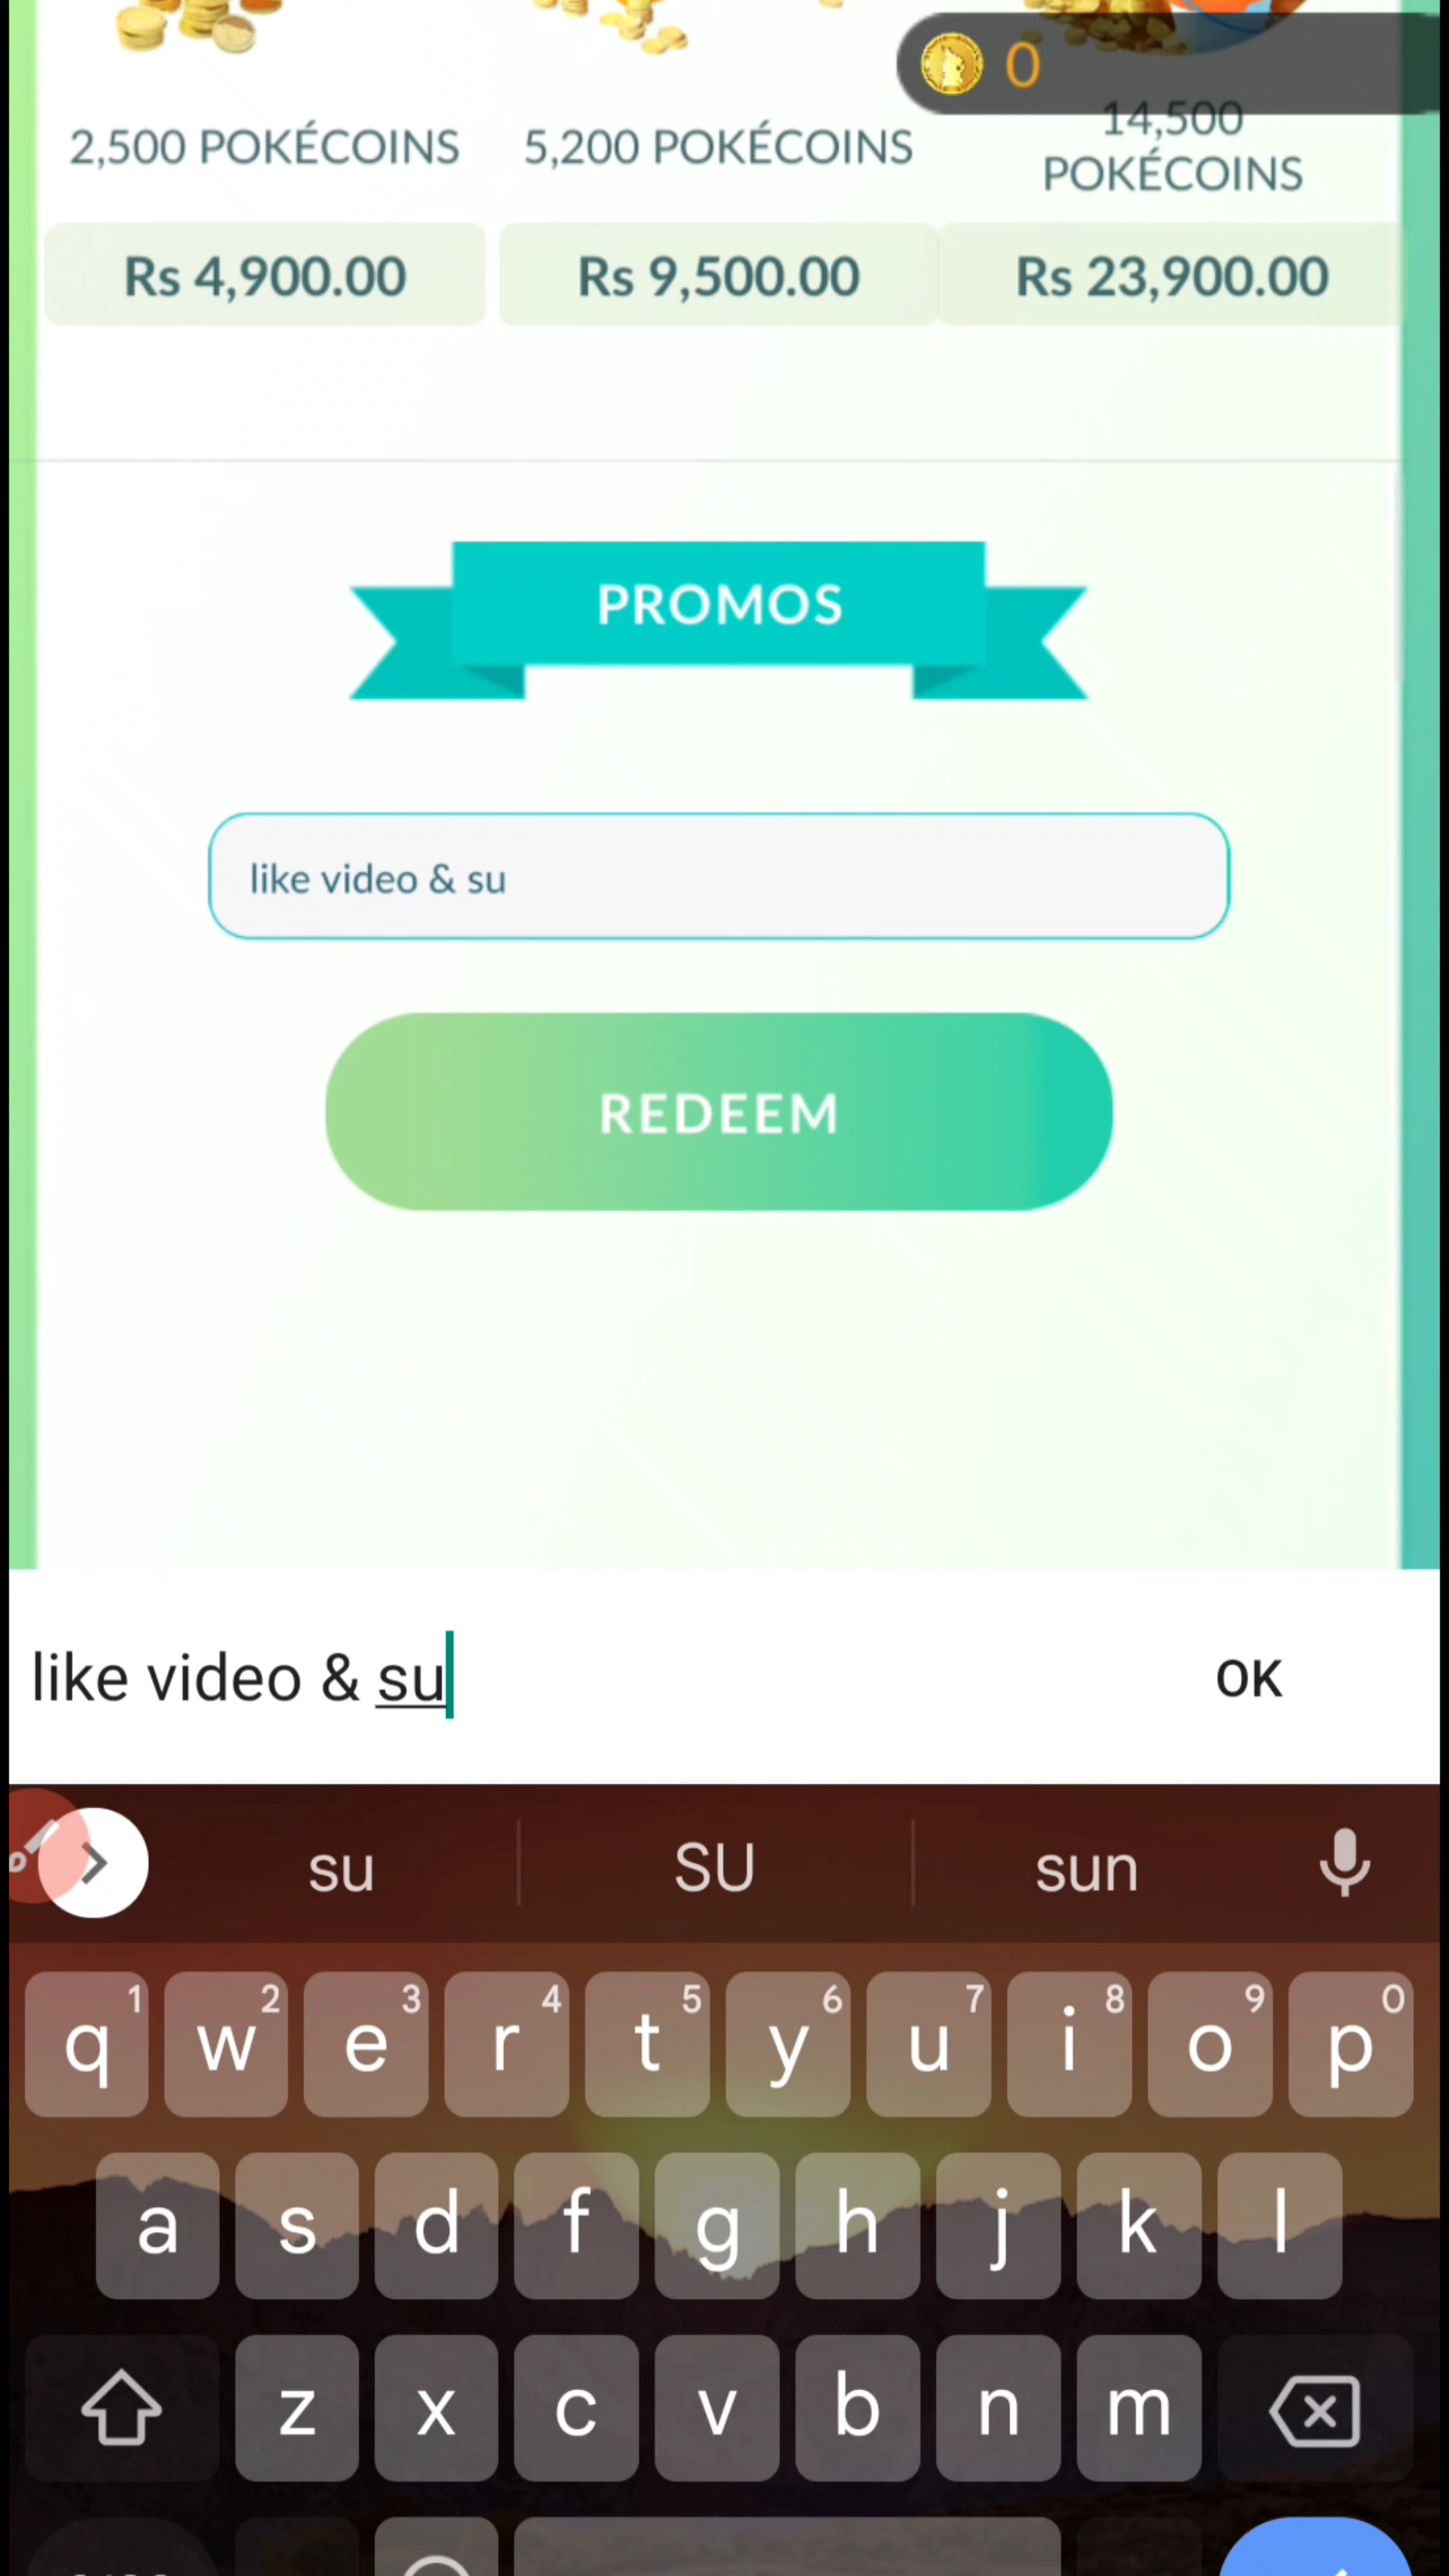 0
2,500 POKÉCOINS 5,200 POKÉCOINS 14,500
POKÉCOINS
Rs 4,900.00 Rs 9,500.00 Rs 23,900.00
PROMOS
like video & su
REDEEM
like video & su OK
su SU sun
1 2 3 4 5 6 7 8 9 0
q w e r t y u i o p
a s d f g h j k l
z x c v b n m